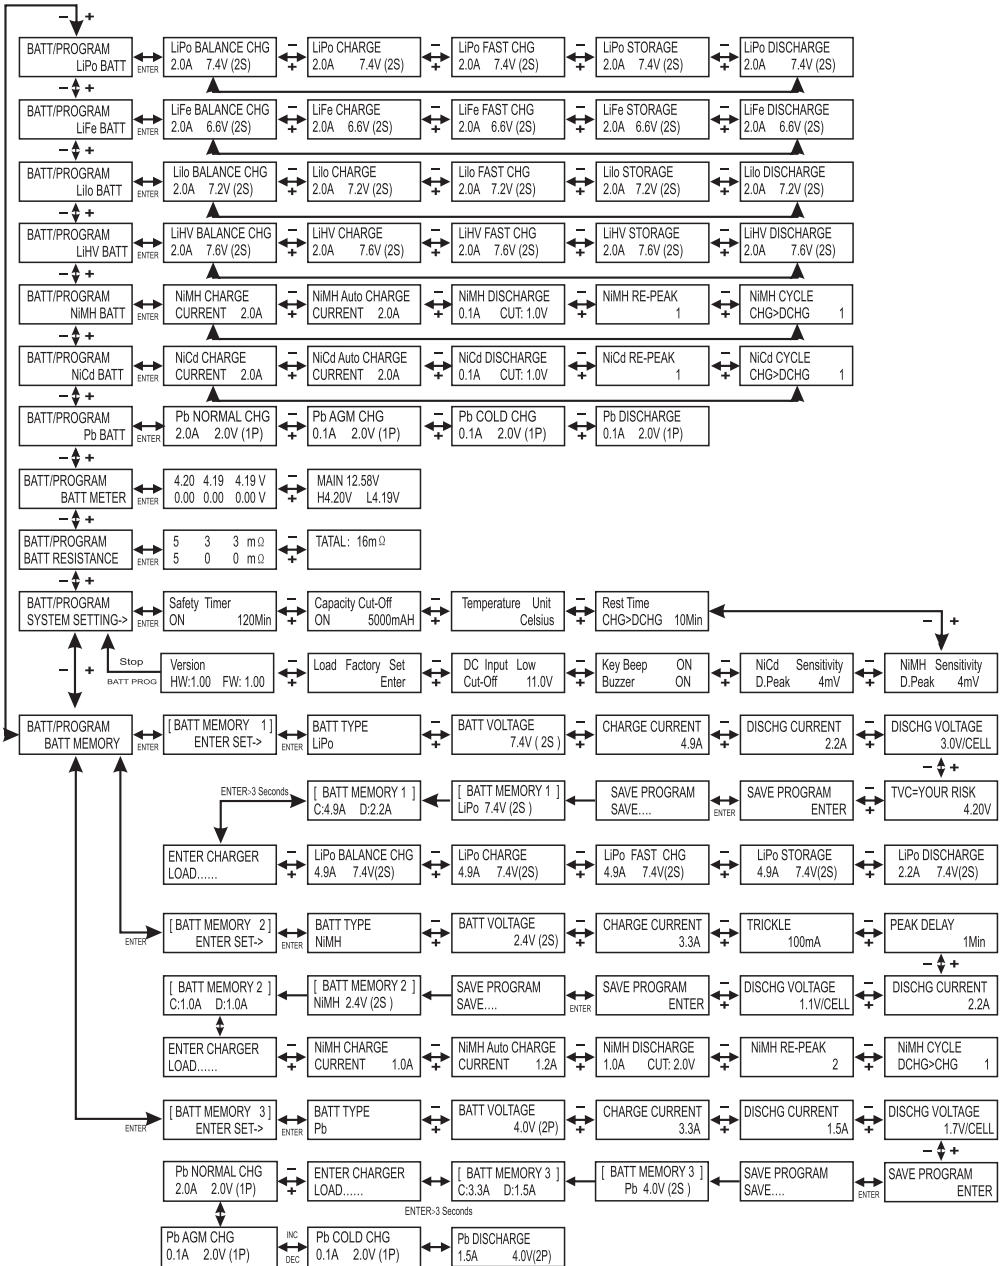 − +
BATT/PROGRAM
LiPo BATT
ENTER
LiPo BALANCE CHG
2.0A 7.4V (2S)
− +
LiPo CHARGE
2.0A 7.4V (2S)
− +
LiPo FAST CHG
2.0A 7.4V (2S)
− +
LiPo STORAGE
2.0A 7.4V (2S)
− +
LiPo DISCHARGE
2.0A 7.4V (2S)
− +
BATT/PROGRAM
LiFe BATT
ENTER
LiFe BALANCE CHG
2.0A 6.6V (2S)
− +
LiFe CHARGE
2.0A 6.6V (2S)
− +
LiFe FAST CHG
2.0A 6.6V (2S)
− +
LiFe STORAGE
2.0A 6.6V (2S)
− +
LiFe DISCHARGE
2.0A 6.6V (2S)
− +
BATT/PROGRAM
Lilo BATT
ENTER
Lilo BALANCE CHG
2.0A 7.2V (2S)
− +
Lilo CHARGE
2.0A 7.2V (2S)
− +
Lilo FAST CHG
2.0A 7.2V (2S)
− +
Lilo STORAGE
2.0A 7.2V (2S)
− +
Lilo DISCHARGE
2.0A 7.2V (2S)
− +
BATT/PROGRAM
LiHV BATT
ENTER
LiHV BALANCE CHG
2.0A 7.6V (2S)
− +
LiHV CHARGE
2.0A 7.6V (2S)
− +
LiHV FAST CHG
2.0A 7.6V (2S)
− +
LiHV STORAGE
2.0A 7.6V (2S)
− +
LiHV DISCHARGE
2.0A 7.6V (2S)
− +
BATT/PROGRAM
NiMH BATT
ENTER
NiMH CHARGE
CURRENT 2.0A
− +
NiMH Auto CHARGE
CURRENT 2.0A
− +
NiMH DISCHARGE
0.1A CUT: 1.0V
− +
NiMH RE-PEAK
1
− +
NiMH CYCLE
CHG>DCHG 1
− +
BATT/PROGRAM
NiCd BATT
ENTER
NiCd CHARGE
CURRENT 2.0A
− +
NiCd Auto CHARGE
CURRENT 2.0A
− +
NiCd DISCHARGE
0.1A CUT: 1.0V
− +
NiCd RE-PEAK
1
− +
NiCd CYCLE
CHG>DCHG 1
− +
BATT/PROGRAM
Pb BATT
ENTER
Pb NORMAL CHG
2.0A 2.0V (1P)
− +
Pb AGM CHG
0.1A 2.0V (1P)
− +
Pb COLD CHG
0.1A 2.0V (1P)
− +
Pb DISCHARGE
0.1A 2.0V (1P)
− +
BATT/PROGRAM
BATT METER
ENTER
4.20 4.19 4.19 V
0.00 0.00 0.00 V
− +
MAIN 12.58V
H4.20V L4.19V
− +
BATT/PROGRAM
BATT RESISTANCE
ENTER
5 3 3 mΩ
5 0 0 mΩ
− +
TATAL: 16mΩ
− +
BATT/PROGRAM
SYSTEM SETTING->
ENTER
Safety Timer
ON 120Min
− +
Capacity Cut-Off
ON 5000mAH
− +
Temperature Unit
Celsius
− +
Rest Time
CHG>DCHG 10Min
− +
− +
Stop
BATT PROG
Version
HW:1.00 FW: 1.00
− +
Load Factory Set
Enter
− +
DC Input Low
Cut-Off 11.0V
− +
Key Beep ON
Buzzer ON
− +
NiCd Sensitivity
D.Peak 4mV
− +
NiMH Sensitivity
D.Peak 4mV
BATT/PROGRAM
BATT MEMORY
ENTER
[ BATT MEMORY 1]
ENTER SET->
ENTER
BATT TYPE
LiPo
− +
BATT VOLTAGE
7.4V ( 2S )
− +
CHARGE CURRENT
4.9A
− +
DISCHG CURRENT
2.2A
− +
DISCHG VOLTAGE
3.0V/CELL
− +
ENTER>3 Seconds
[ BATT MEMORY 1 ]
C:4.9A D:2.2A
[ BATT MEMORY 1 ]
LiPo 7.4V (2S )
SAVE PROGRAM
SAVE....
ENTER
SAVE PROGRAM
ENTER
− +
TVC=YOUR RISK
4.20V
ENTER CHARGER
LOAD......
− +
LiPo BALANCE CHG
4.9A 7.4V(2S)
− +
LiPo CHARGE
4.9A 7.4V(2S)
− +
LiPo FAST CHG
4.9A 7.4V(2S)
− +
LiPo STORAGE
4.9A 7.4V(2S)
− +
LiPo DISCHARGE
2.2A 7.4V(2S)
ENTER
[ BATT MEMORY 2]
ENTER SET->
ENTER
BATT TYPE
NiMH
− +
BATT VOLTAGE
2.4V (2S)
− +
CHARGE CURRENT
3.3A
− +
TRICKLE
100mA
− +
PEAK DELAY
1Min
− +
[ BATT MEMORY 2 ]
C:1.0A D:1.0A
[ BATT MEMORY 2 ]
NiMH 2.4V (2S )
SAVE PROGRAM
SAVE....
ENTER
SAVE PROGRAM
ENTER
− +
DISCHG VOLTAGE
1.1V/CELL
− +
DISCHG CURRENT
2.2A
ENTER CHARGER
LOAD......
− +
NiMH CHARGE
CURRENT 1.0A
− +
NiMH Auto CHARGE
CURRENT 1.2A
− +
NiMH DISCHARGE
1.0A CUT: 2.0V
− +
NiMH RE-PEAK
2
− +
NiMH CYCLE
DCHG>CHG 1
ENTER
[ BATT MEMORY 3]
ENTER SET->
ENTER
BATT TYPE
Pb
− +
BATT VOLTAGE
4.0V (2P)
− +
CHARGE CURRENT
3.3A
− +
DISCHG CURRENT
1.5A
− +
DISCHG VOLTAGE
1.7V/CELL
− +
Pb NORMAL CHG
2.0A 2.0V (1P)
− +
ENTER CHARGER
LOAD......
ENTER>3 Seconds
[ BATT MEMORY 3 ]
C:3.3A D:1.5A
[ BATT MEMORY 3 ]
Pb 4.0V (2S )
SAVE PROGRAM
SAVE....
ENTER
SAVE PROGRAM
ENTER
Pb AGM CHG
0.1A 2.0V (1P)
INC
DEC
Pb COLD CHG
0.1A 2.0V (1P)
Pb DISCHARGE
1.5A 4.0V(2P)